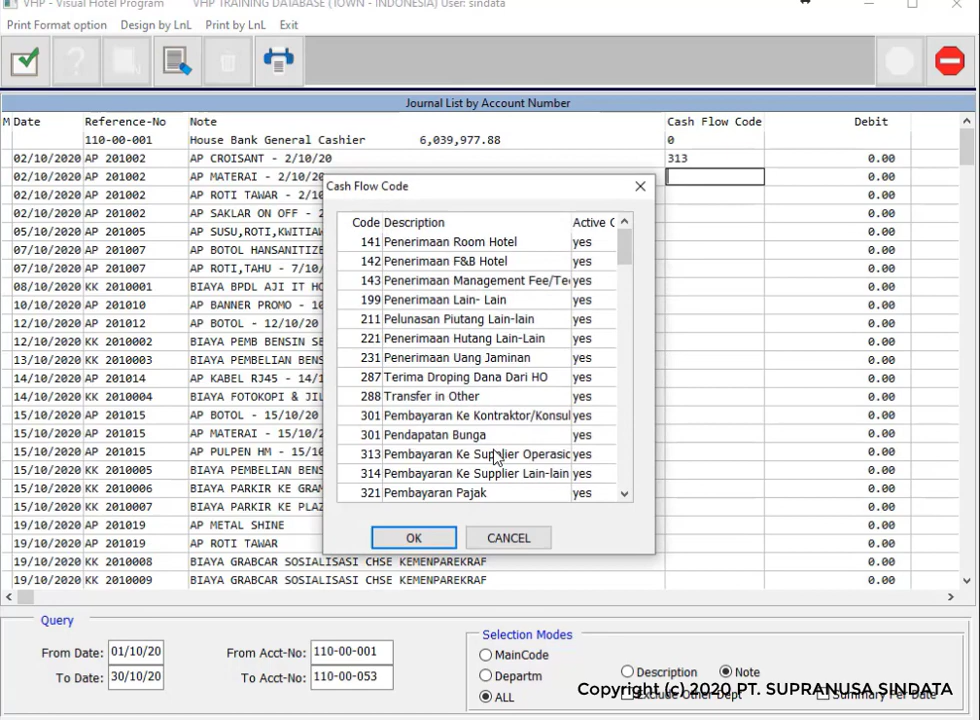 VHP - Visual Hotel Program VHP TRAINING DATABASE (TOWN - INDONESIA) User: sindata
Print Format option Design by LnL Print by LnL Exit
Journal List by Account Number
M Date Reference-No Note Cash Flow Code Debit
110-00-001 House Bank General Cashier 6,039,977.88 0
02/10/2020 AP 201002 AP CROISANT - 2/10/20 313 0.00
02/10/2020 AP 201002 AP MATERAI - 2/10/20 0.00
02/10/2020 AP 201002 AP ROTI TAWAR - 2/10 0.00
02/10/2020 AP 201002 AP SAKLAR ON OFF - 2 0.00
05/10/2020 AP 201005 AP SUSU,ROTI,KWITIAW 0.00
07/10/2020 AP 201007 AP BOTOL HANSANITIZE 0.00
07/10/2020 AP 201007 AP ROTI,TAHU - 7/10/ 0.00
08/10/2020 KK 2010001 BIAYA BPDL AJI IT HO 0.00
10/10/2020 AP 201010 AP BANNER PROMO - 10 0.00
12/10/2020 AP 201012 AP BOTOL - 12/10/20 0.00
12/10/2020 KK 2010002 BIAYA PEMB BENSIN SE 0.00
13/10/2020 KK 2010003 BIAYA PEMBELIAN BENS 0.00
14/10/2020 AP 201014 AP KABEL RJ45 - 14/1 0.00
14/10/2020 KK 2010004 BIAYA FOTOKOPI & JIL 0.00
15/10/2020 AP 201015 AP BOTOL - 15/10/20 0.00
15/10/2020 AP 201015 AP MATERAI - 15/10/2 0.00
15/10/2020 AP 201015 AP PULPEN HM - 15/10 0.00
15/10/2020 KK 2010005 BIAYA PEMBELIAN BENS 0.00
16/10/2020 KK 2010006 BIAYA PARKIR KE GRAM 0.00
16/10/2020 KK 2010007 BIAYA PARKIR KE PERM 0.00
19/10/2020 AP 201019 AP METAL SHINE 0.00
19/10/2020 AP 201019 AP ROTI TAWAR 0.00
19/10/2020 KK 2010008 BIAYA GRABCAR SOSIALISASI CHSE KEMENPAREKRAF 0.00
19/10/2020 KK 2010009 BIAYA GRABCAR SOSIALISASI CHSE KEMENPAREKRAF 0.00
Cash Flow Code
Code Description Active
141 Penerimaan Room Hotel yes
142 Penerimaan F&B Hotel yes
143 Penerimaan Management Fee/Te yes
199 Penerimaan Lain- Lain yes
211 Pelunasan Piutang Lain-lain yes
221 Penerimaan Hutang Lain-Lain yes
231 Penerimaan Uang Jaminan yes
287 Terima Droping Dana Dari HO yes
288 Transfer in Other yes
301 Pembayaran Ke Kontraktor/Konsul yes
301 Pendapatan Bunga yes
313 Pembayaran Ke Supplier Operasio yes
314 Pembayaran Ke Supplier Lain-lain yes
321 Pembayaran Pajak yes
OK CANCEL
Query
From Date: 01/10/20 From Acct-No: 110-00-001
To Date: 30/10/20 To Acct-No: 110-00-053
Selection Modes
MainCode
Departm Description Note
ALL Exclude Other Dept Summary Per Date
Copyright (c) 2020 PT. SUPRANUSA SINDATA